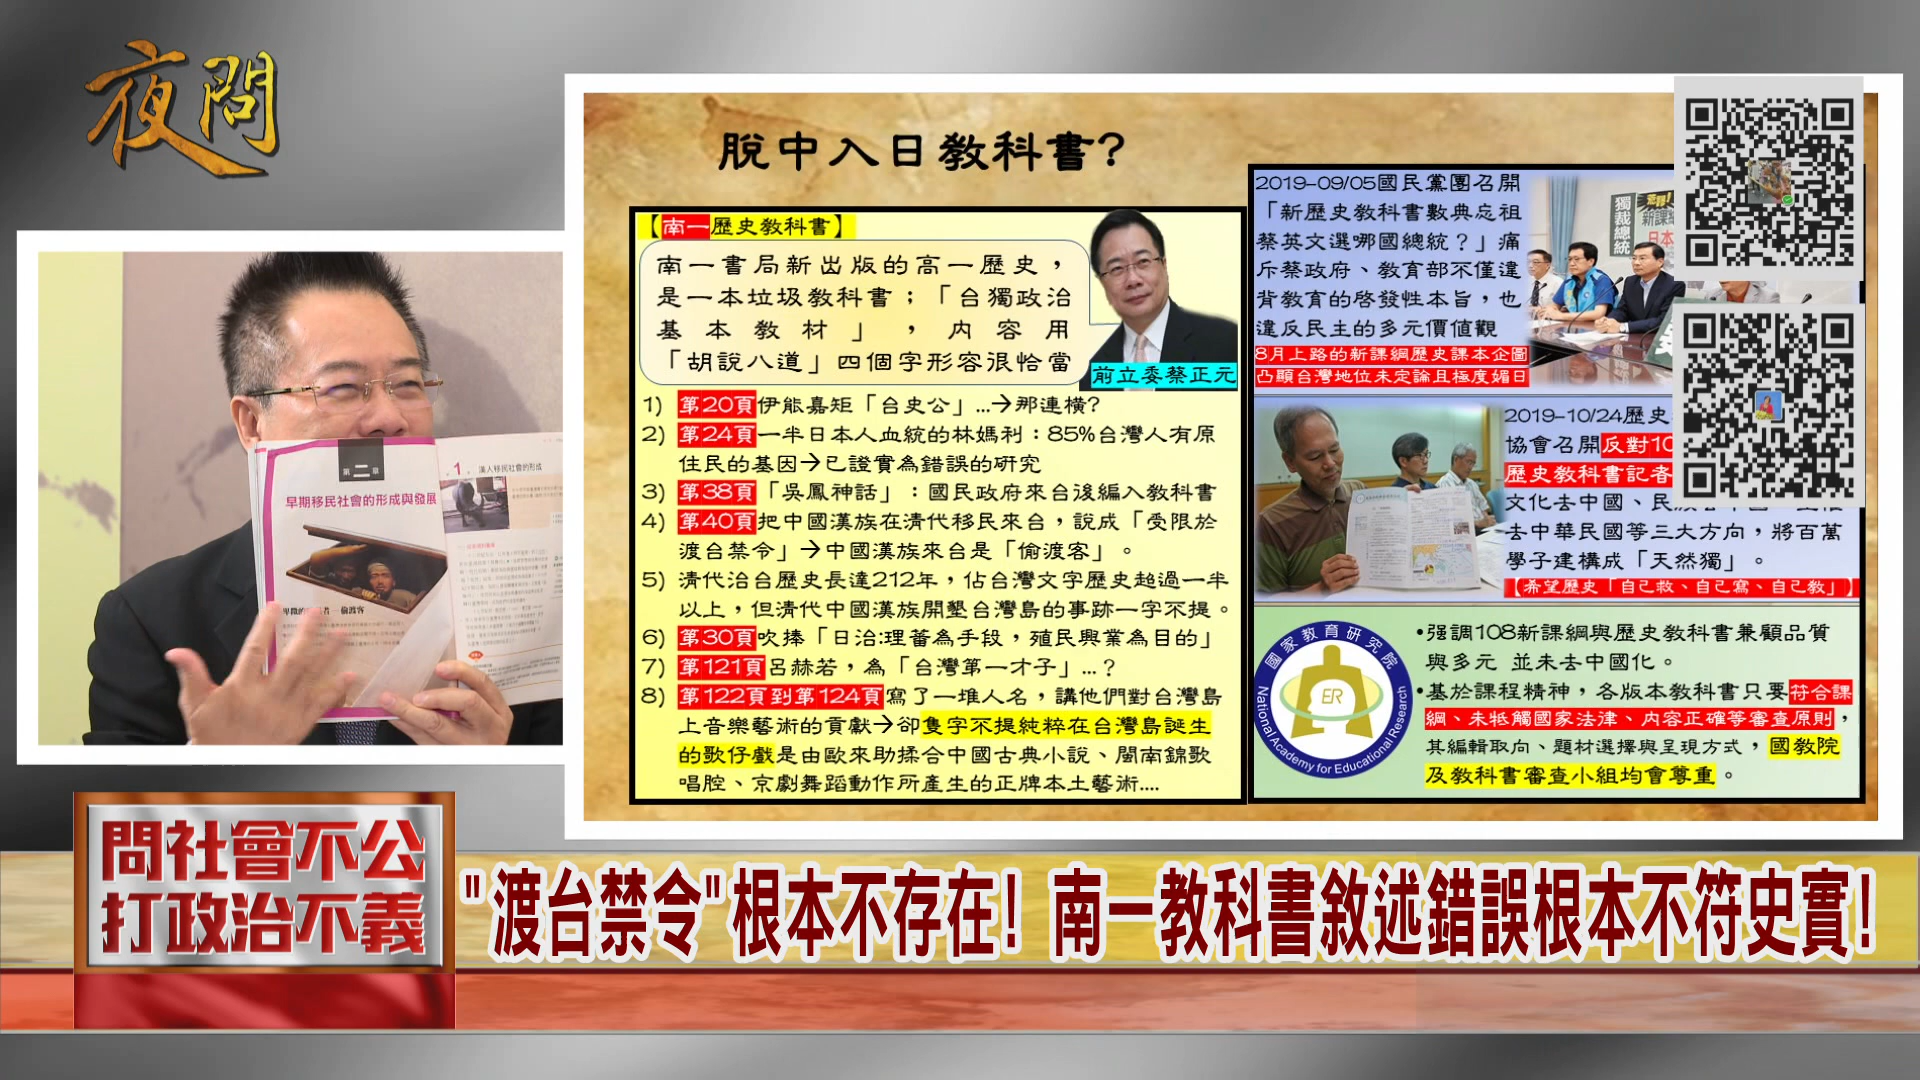 夜問
脫中入日教科書?
【南一歷史教科書】
南一書局新出版的高一歷史，
是一本垃圾教科書；「台獨政治
基本教材」，內容用
「胡說八道」四個字形容很恰當
前立委蔡正元
1) 第20頁伊能嘉矩「台史公」...→那連橫?
2) 第24頁一半日本人血統的林媽利：85%台灣人有原
住民的基因→已證實為錯誤的研究
3) 第38頁「吳鳳神話」：國民政府來台後編入教科書
4) 第40頁把中國漢族在清代移民來台，說成「受限於
渡台禁令」→中國漢族來台是「偷渡客」。
5) 清代治台歷史長達212年，佔台灣文字歷史超過一半
以上，但清代中國漢族開墾台灣島的事跡一字不提。
6) 第30頁吹捧「日治:理蕃為手段，殖民興業為目的」
7) 第121頁呂赫若，為「台灣第一才子」...？
8) 第122頁到第124頁寫了一堆人名，講他們對台灣島
上音樂藝術的貢獻→卻隻字不提純粹在台灣島誕生
的歌仔戲是由歐來助揉合中國古典小說、閩南錦歌
唱腔、京劇舞蹈動作所產生的正牌本土藝術....
2019-09/05國民黨團召開
「新歷史教科書數典忘祖
蔡英文選哪國總統？」痛
斥蔡政府、教育部不僅違
背教育的啓發性本旨，也
違反民主的多元價值觀
8月上路的新課綱歷史課本企圖
凸顯台灣地位未定論且極度媚日
獨裁總統
新課綱
日本
2019-10/24歷史
協會召開反對10
歷史教科書記者
文化去中國、民
去中華民國等三大方向，將百萬
學子建構成「天然獨」。
【希望歷史「自己救、自己寫、自己教」】
國家教育研究院
ER
National Academy for Educational Research
•强調108新課綱與歷史教科書兼顧品質
與多元 並未去中國化。
•基於課程精神，各版本教科書只要符合課
綱、未牴觸國家法律、內容正確等審查原則，
其編輯取向、題材選擇與呈現方式，國教院
及教科書審查小組均會尊重。
第二章
早期移民社會的形成與發展
1 漢人移民社會的形成
偷渡客
問社會不公
打政治不義
"渡台禁令"根本不存在！南一教科書敘述錯誤根本不符史實！